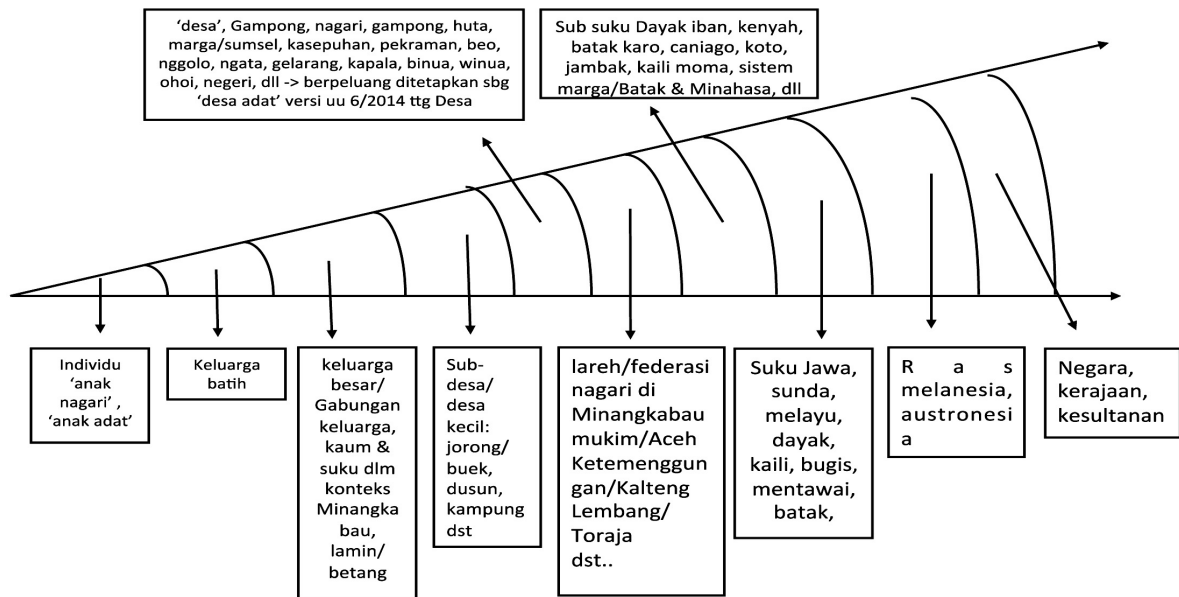 ‘desa’, Gampong, nagari, gampong, huta,
marga/sumsel, kasepuhan, pekraman, beo,
nggolo, ngata, gelarang, kapala, binua, winua,
ohoi, negeri, dll -> berpeluang ditetapkan sbg
‘desa adat’ versi uu 6/2014 ttg Desa
Sub suku Dayak iban, kenyah,
batak karo, caniago, koto,
jambak, kaili moma, sistem
marga/Batak & Minahasa, dll
Individu
‘anak
nagari’ ,
‘anak adat’
Keluarga
batih
keluarga
besar/
Gabungan
keluarga,
kaum &
suku dlm
konteks
Minangka
bau,
lamin/
betang
Sub-
desa/
desa
kecil:
jorong/
buek,
dusun,
kampung
dst
lareh/federasi
nagari di
Minangkabau
mukim/Aceh
Ketemenggun
gan/Kalteng
Lembang/
Toraja
dst..
Suku Jawa,
sunda,
melayu,
dayak,
kaili, bugis,
mentawai,
batak,
R a s
melanesia,
austronesi
a
Negara,
kerajaan,
kesultanan